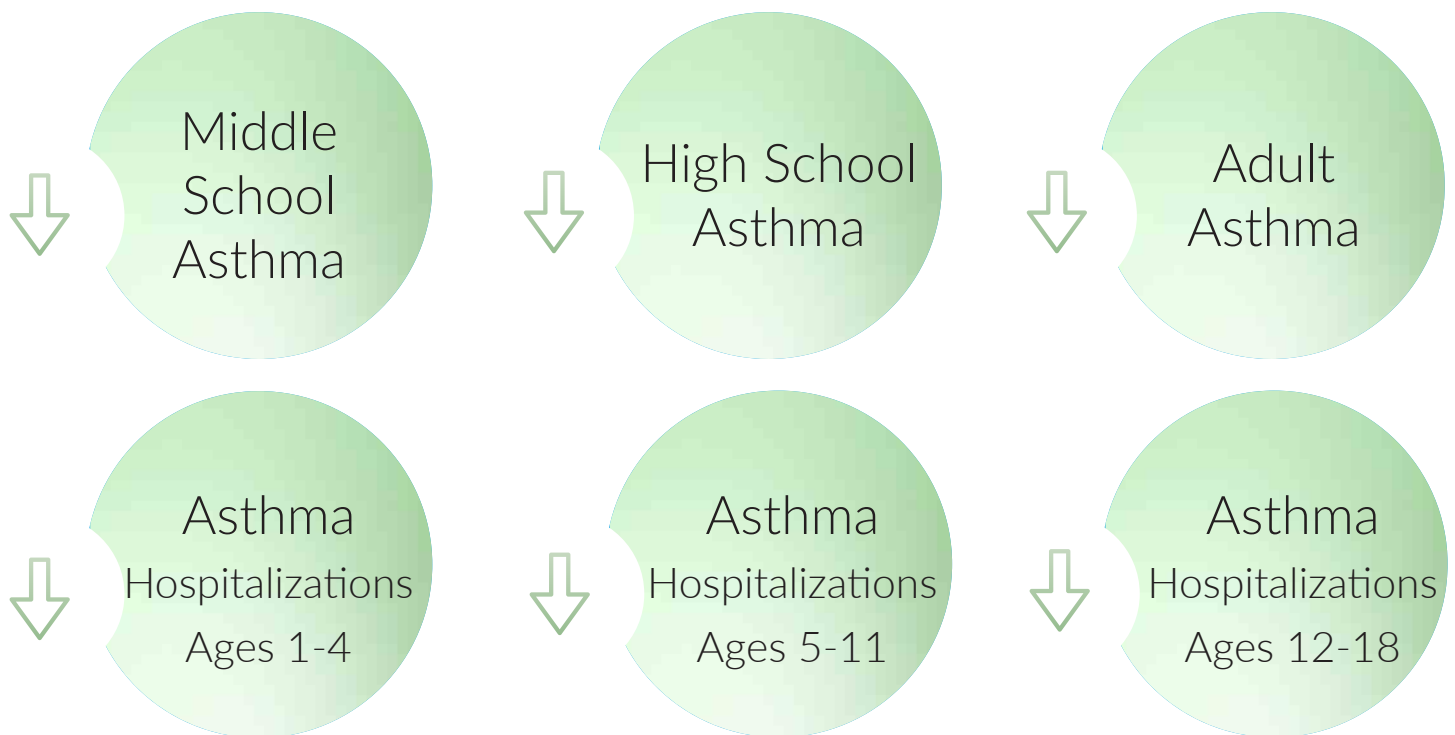 Middle
School
Asthma
High School
Asthma
Adult
Asthma
Asthma
Hospitalizations
Ages 1-4
Asthma
Hospitalizations
Ages 5-11
Asthma
Hospitalizations
Ages 12-18